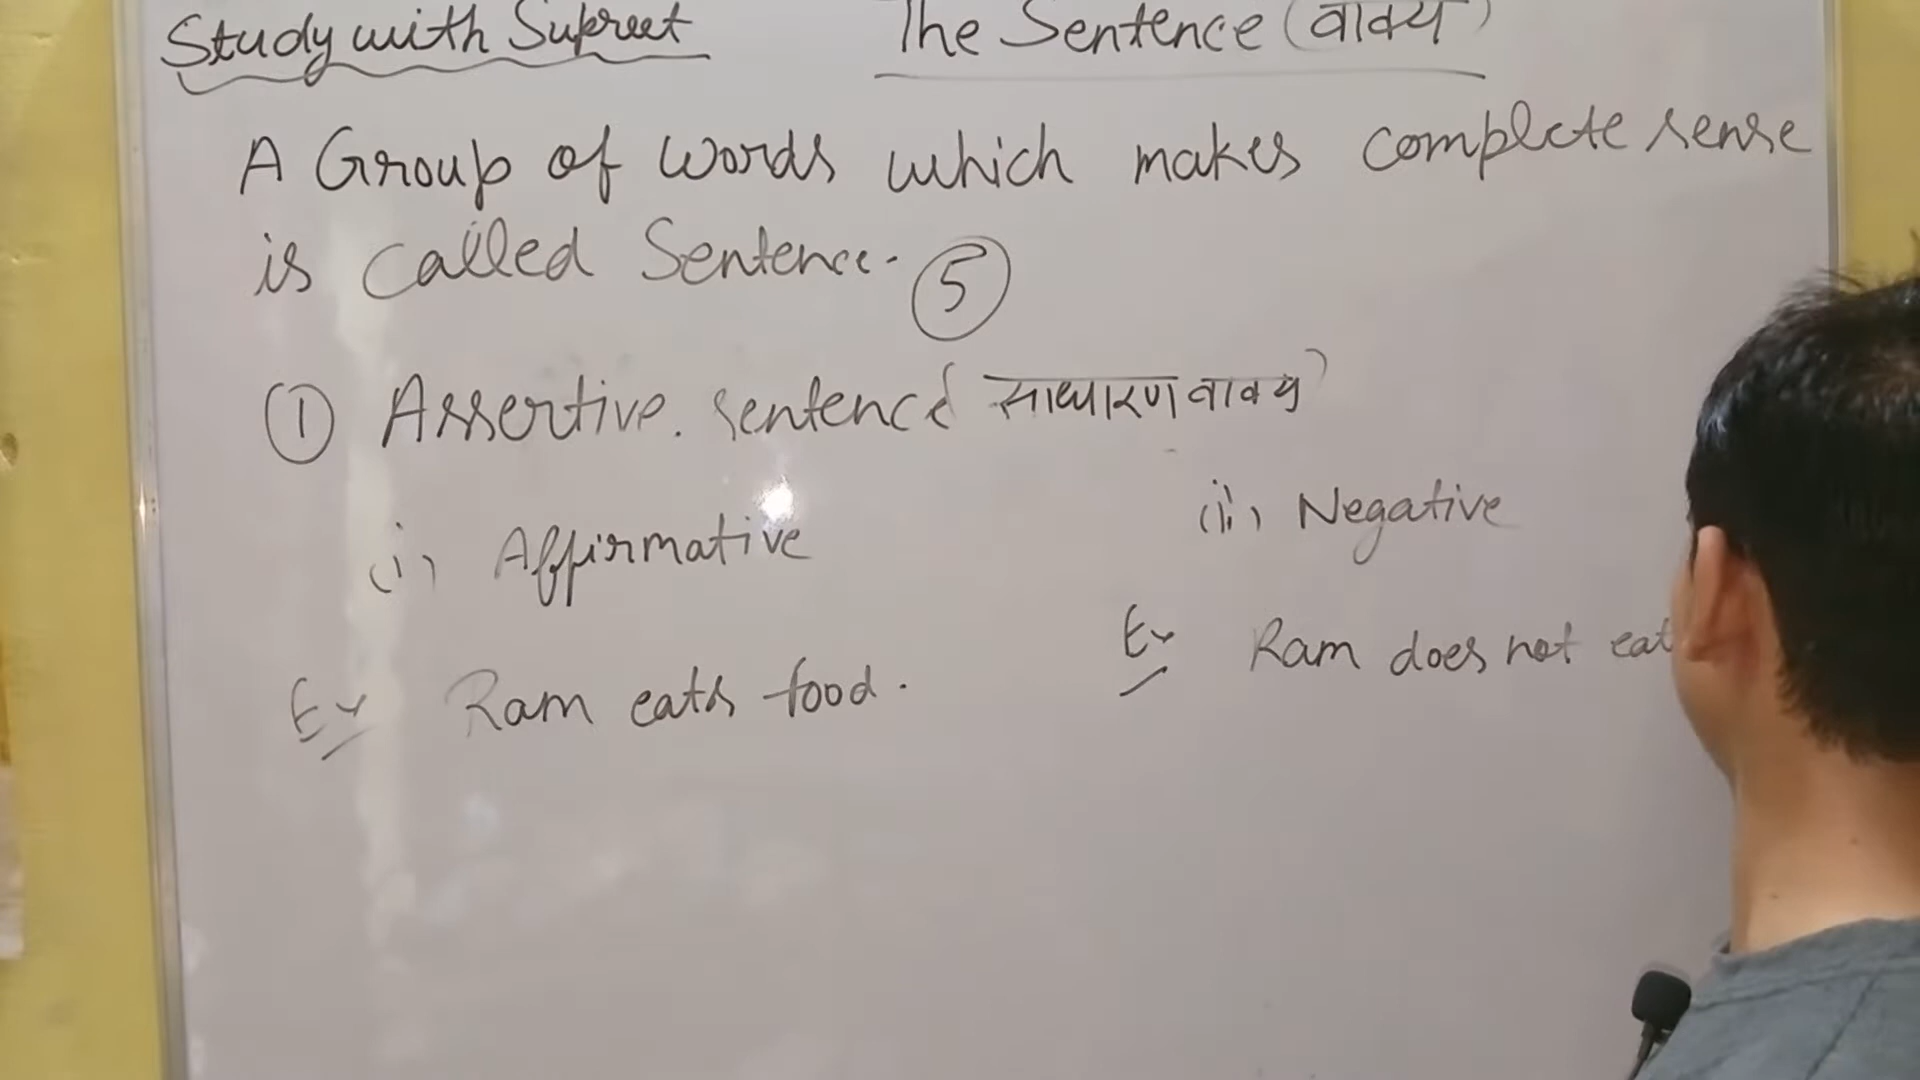 Study with Supreet
The Sentence (वाक्य)
A Group of words which makes complete sense
is called Sentence.
5
1 Assertive. sentence (साधारण वाक्य)
(i) Affirmative
(ii) Negative
Ex Ram eats food.
Ex Ram does not eat